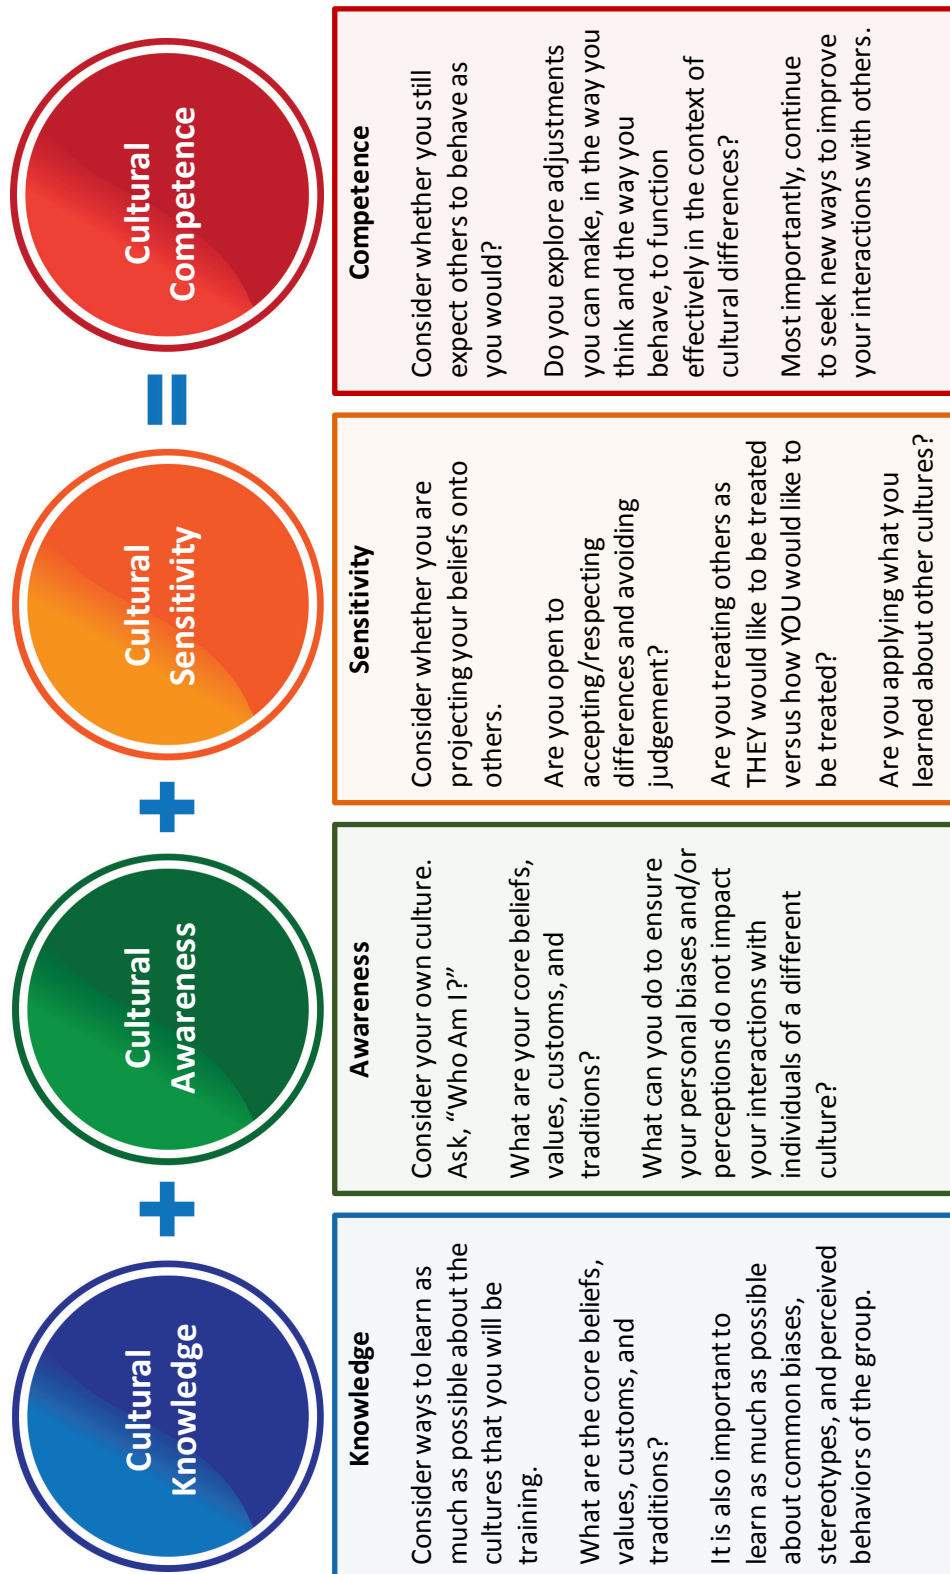 Cultural
Knowledge
+
Cultural
Awareness
+
Cultural
Sensitivity
=
Cultural
Competence
Knowledge
Consider ways to learn as
much as possible about the
cultures that you will be
training.
What are the core beliefs,
values, customs, and
traditions?
It is also important to
learn as much as possible
about common biases,
stereotypes, and perceived
behaviors of the group.
Awareness
Consider your own culture.
Ask, “Who Am I?”
What are your core beliefs,
values, customs, and
traditions?
What can you do to ensure
your personal biases and/or
perceptions do not impact
your interactions with
individuals of a different
culture?
Sensitivity
Consider whether you are
projecting your beliefs onto
others.
Are you open to
accepting/respecting
differences and avoiding
judgement?
Are you treating others as
THEY would like to be treated
versus how YOU would like to
be treated?
Are you applying what you
learned about other cultures?
Competence
Consider whether you still
expect others to behave as
you would?
Do you explore adjustments
you can make, in the way you
think and the way you
behave, to function
effectively in the context of
cultural differences?
Most importantly, continue
to seek new ways to improve
your interactions with others.